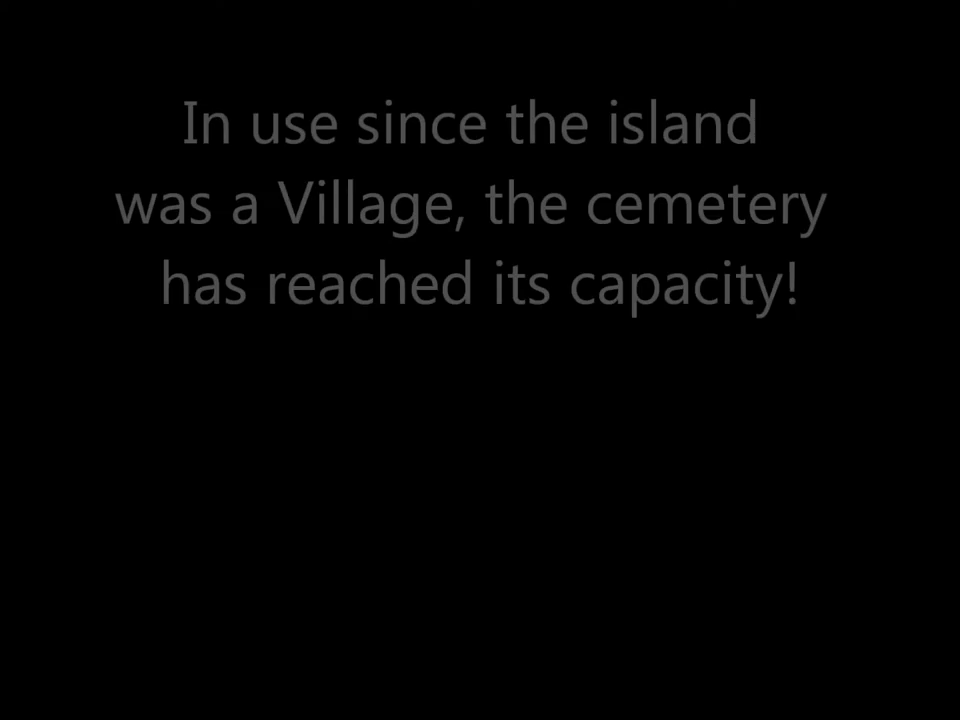 In use since the island
was a Village, the cemetery
has reached its capacity!